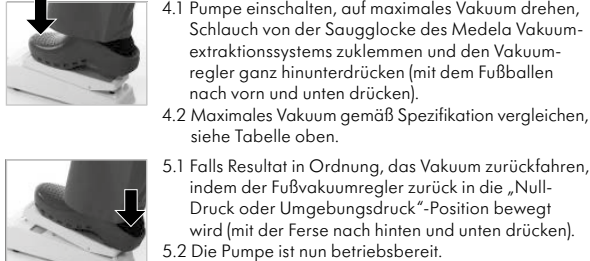 4.1 Pumpe einschalten, auf maximales Vakuum drehen,
Schlauch von der Saugglocke des Medela Vakuum-
extraktionssystems zuklemmen und den Vakuum-
regler ganz hinunterdrücken (mit dem Fußballen
nach vorn und unten drücken).
4.2 Maximales Vakuum gemäß Spezifikation vergleichen,
siehe Tabelle oben.
5.1 Falls Resultat in Ordnung, das Vakuum zurückfahren,
indem der Fußvakuumregler zurück in die „Null-
Druck oder Umgebungsdruck“-Position bewegt
wird (mit der Ferse nach hinten und unten drücken).
5.2 Die Pumpe ist nun betriebsbereit.